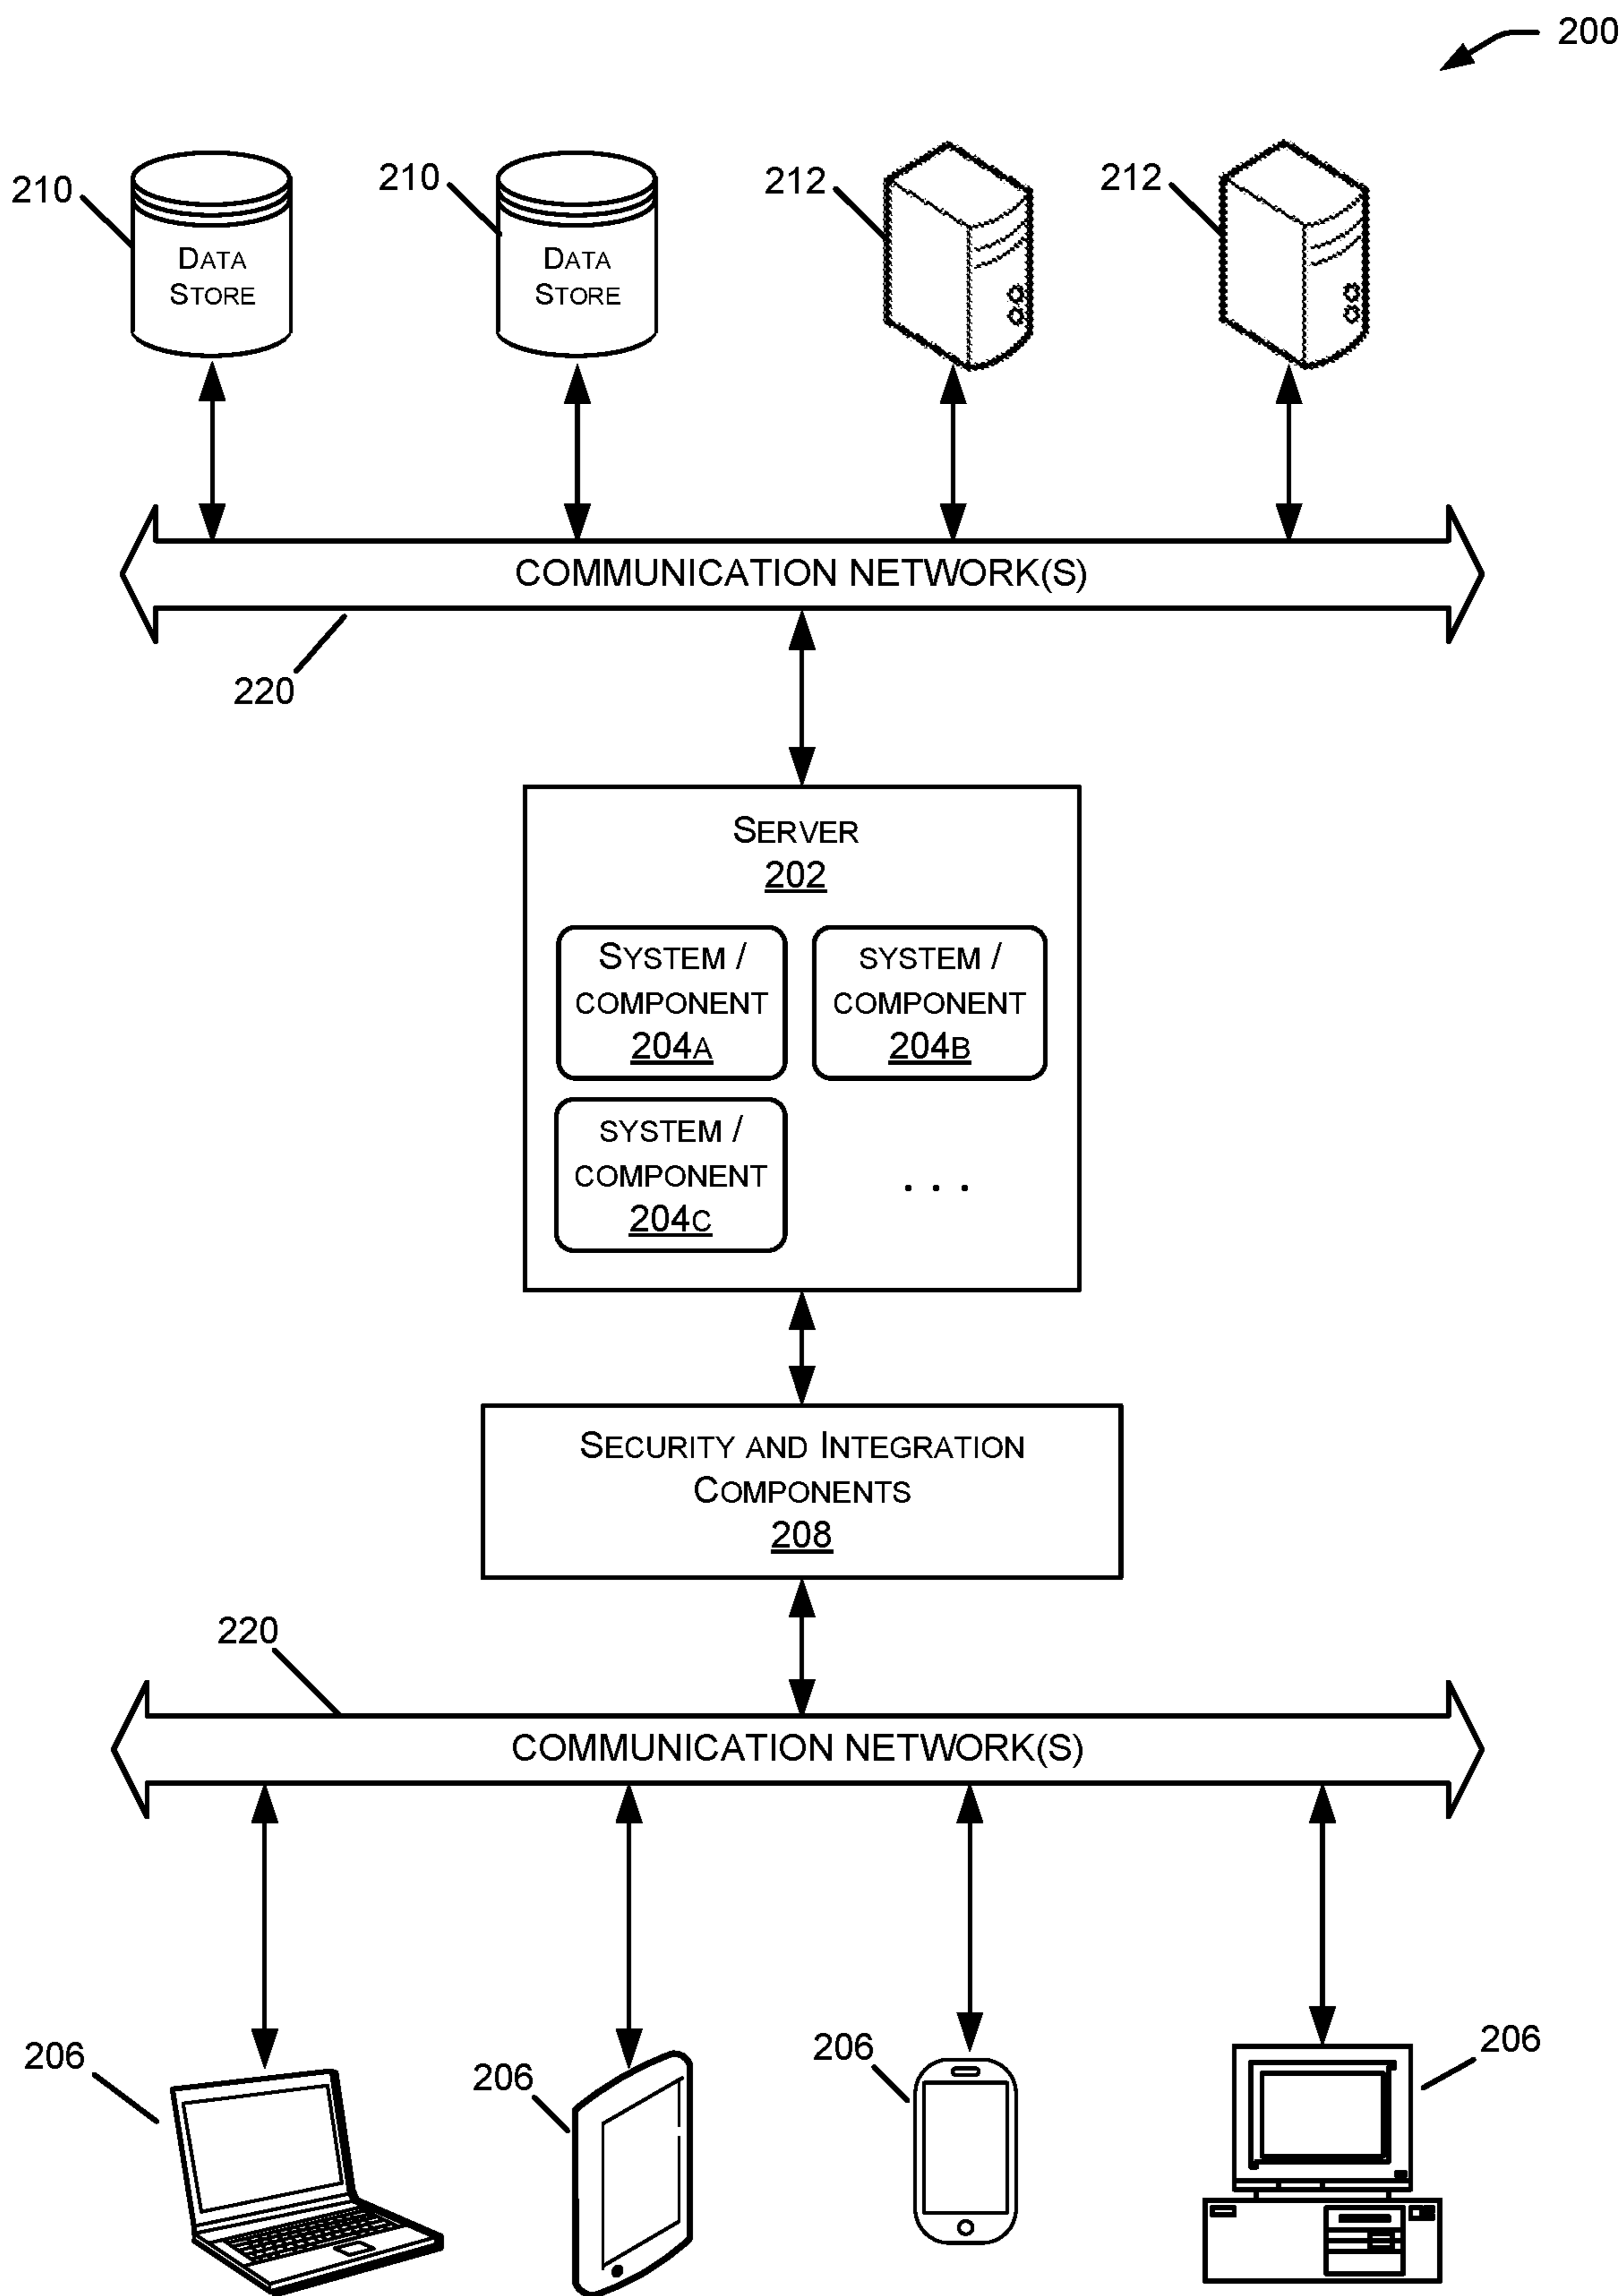 200
210
210
212
212
DATA
STORE
DATA
STORE
COMMUNICATION NETWORK(S)
220
SERVER
202
SYSTEM /
COMPONENT
204A
SYSTEM /
COMPONENT
204B
SYSTEM /
COMPONENT
204C
. . .
SECURITY AND INTEGRATION
COMPONENTS
208
220
COMMUNICATION NETWORK(S)
206
206
206
206